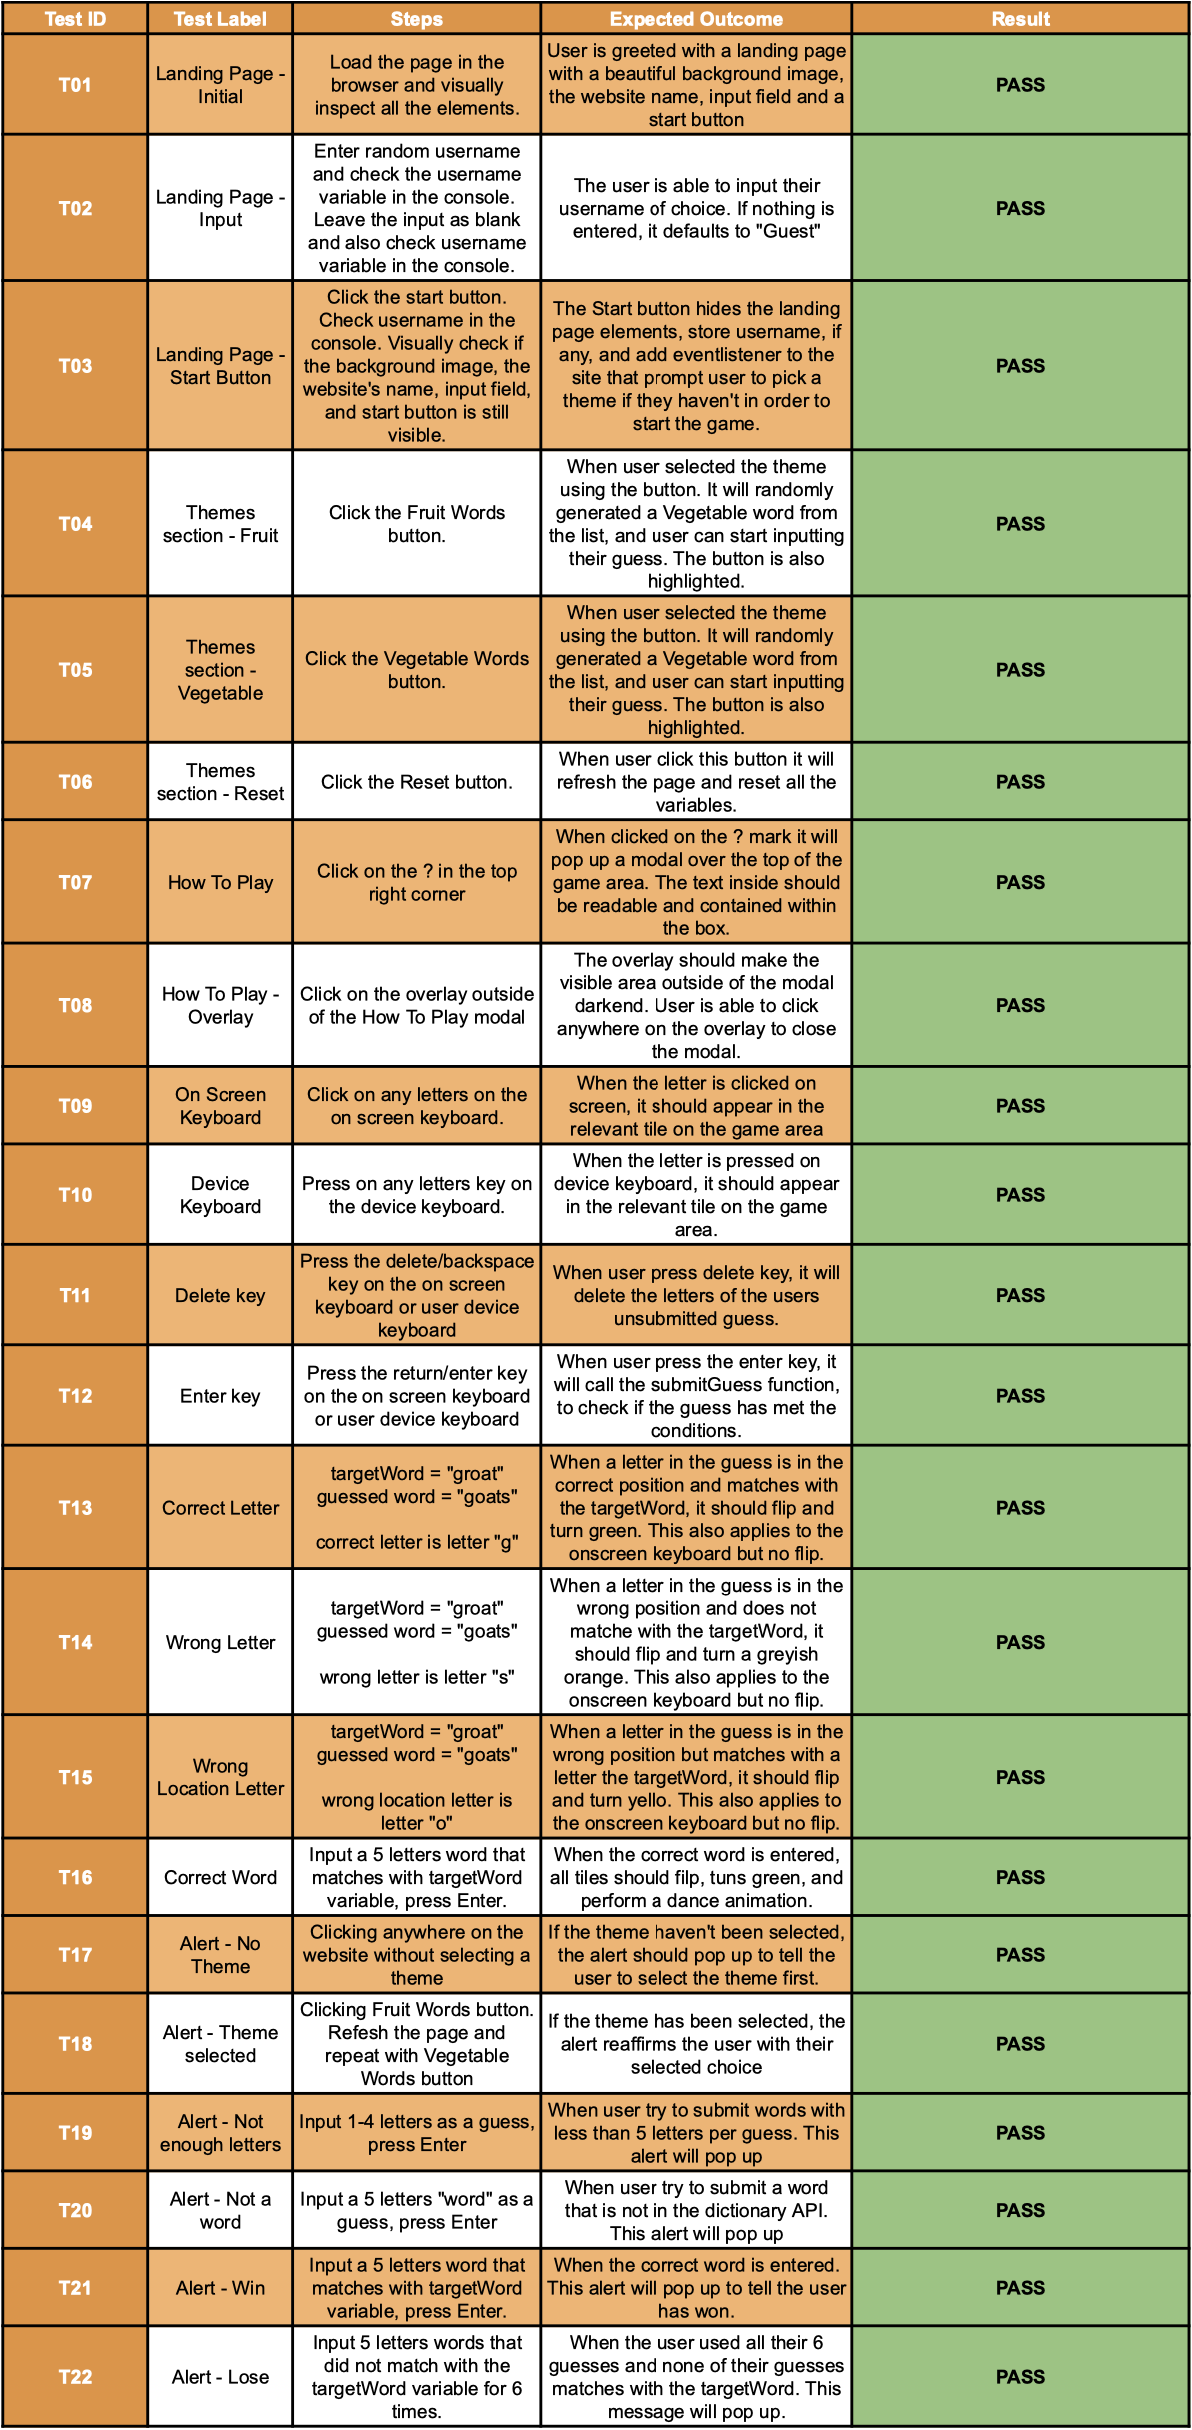 Test ID Test Label Steps Expected Outcome Result
T01
Landing Page -
Initial
Load the page in the
browser and visually
inspect all the elements.
User is greeted with a landing page
with a beautiful background image,
the website name, input field and a
start button
PASS
T02
Landing Page -
Input
Enter random username
and check the username
variable in the console.
Leave the input as blank
and also check username
variable in the console.
The user is able to input their
username of choice. If nothing is
entered, it defaults to "Guest"
PASS
T03
Landing Page -
Start Button
Click the start button.
Check username in the
console. Visually check if
the background image, the
website's name, input field,
and start button is still
visible.
The Start button hides the landing
page elements, store username, if
any, and add eventlistener to the
site that prompt user to pick a
theme if they haven't in order to
start the game.
PASS
T04
Themes
section - Fruit
Click the Fruit Words
button.
When user selected the theme
using the button. It will randomly
generated a Vegetable word from
the list, and user can start inputting
their guess. The button is also
highlighted.
PASS
T05
Themes
section -
Vegetable
Click the Vegetable Words
button.
When user selected the theme
using the button. It will randomly
generated a Vegetable word from
the list, and user can start inputting
their guess. The button is also
highlighted.
PASS
T06
Themes
section - Reset
Click the Reset button.
When user click this button it will
refresh the page and reset all the
variables.
PASS
T07
How To Play
Click on the ? in the top
right corner
When clicked on the ? mark it will
pop up a modal over the top of the
game area. The text inside should
be readable and contained within
the box.
PASS
T08
How To Play -
Overlay
Click on the overlay outside
of the How To Play modal
The overlay should make the
visible area outside of the modal
darkend. User is able to click
anywhere on the overlay to close
the modal.
PASS
T09
On Screen
Keyboard
Click on any letters on the
on screen keyboard.
When the letter is clicked on
screen, it should appear in the
relevant tile on the game area
PASS
T10
Device
Keyboard
Press on any letters key on
the device keyboard.
When the letter is pressed on
device keyboard, it should appear
in the relevant tile on the game
area.
PASS
T11
Delete key
Press the delete/backspace
key on the on screen
keyboard or user device
keyboard
When user press delete key, it will
delete the letters of the users
unsubmitted guess.
PASS
T12
Enter key
Press the return/enter key
on the on screen keyboard
or user device keyboard
When user press the enter key, it
will call the submitGuess function,
to check if the guess has met the
conditions.
PASS
T13
Correct Letter
targetWord = "groat"
guessed word = "goats"
correct letter is letter "g"
When a letter in the guess is in the
correct position and matches with
the targetWord, it should flip and
turn green. This also applies to the
onscreen keyboard but no flip.
PASS
T14
Wrong Letter
targetWord = "groat"
guessed word = "goats"
wrong letter is letter "s"
When a letter in the guess is in the
wrong position and does not
matche with the targetWord, it
should flip and turn a greyish
orange. This also applies to the
onscreen keyboard but no flip.
PASS
T15
Wrong
Location Letter
targetWord = "groat"
guessed word = "goats"
wrong location letter is
letter "o"
When a letter in the guess is in the
wrong position but matches with a
letter the targetWord, it should flip
and turn yello. This also applies to
the onscreen keyboard but no flip.
PASS
T16
Correct Word
Input a 5 letters word that
matches with targetWord
variable, press Enter.
When the correct word is entered,
all tiles should filp, tuns green, and
perform a dance animation.
PASS
T17
Alert - No
Theme
Clicking anywhere on the
website without selecting a
theme
If the theme haven't been selected,
the alert should pop up to tell the
user to select the theme first.
PASS
T18
Alert - Theme
selected
Clicking Fruit Words button.
Refesh the page and
repeat with Vegetable
Words button
If the theme has been selected, the
alert reaffirms the user with their
selected choice
PASS
T19
Alert - Not
enough letters
Input 1-4 letters as a guess,
press Enter
When user try to submit words with
less than 5 letters per guess. This
alert will pop up
PASS
T20
Alert - Not a
word
Input a 5 letters "word" as a
guess, press Enter
When user try to submit a word
that is not in the dictionary API.
This alert will pop up
PASS
T21
Alert - Win
Input a 5 letters word that
matches with targetWord
variable, press Enter.
When the correct word is entered.
This alert will pop up to tell the user
has won.
PASS
T22
Alert - Lose
Input 5 letters words that
did not match with the
targetWord variable for 6
times.
When the user used all their 6
guesses and none of their guesses
matches with the targetWord. This
message will pop up.
PASS